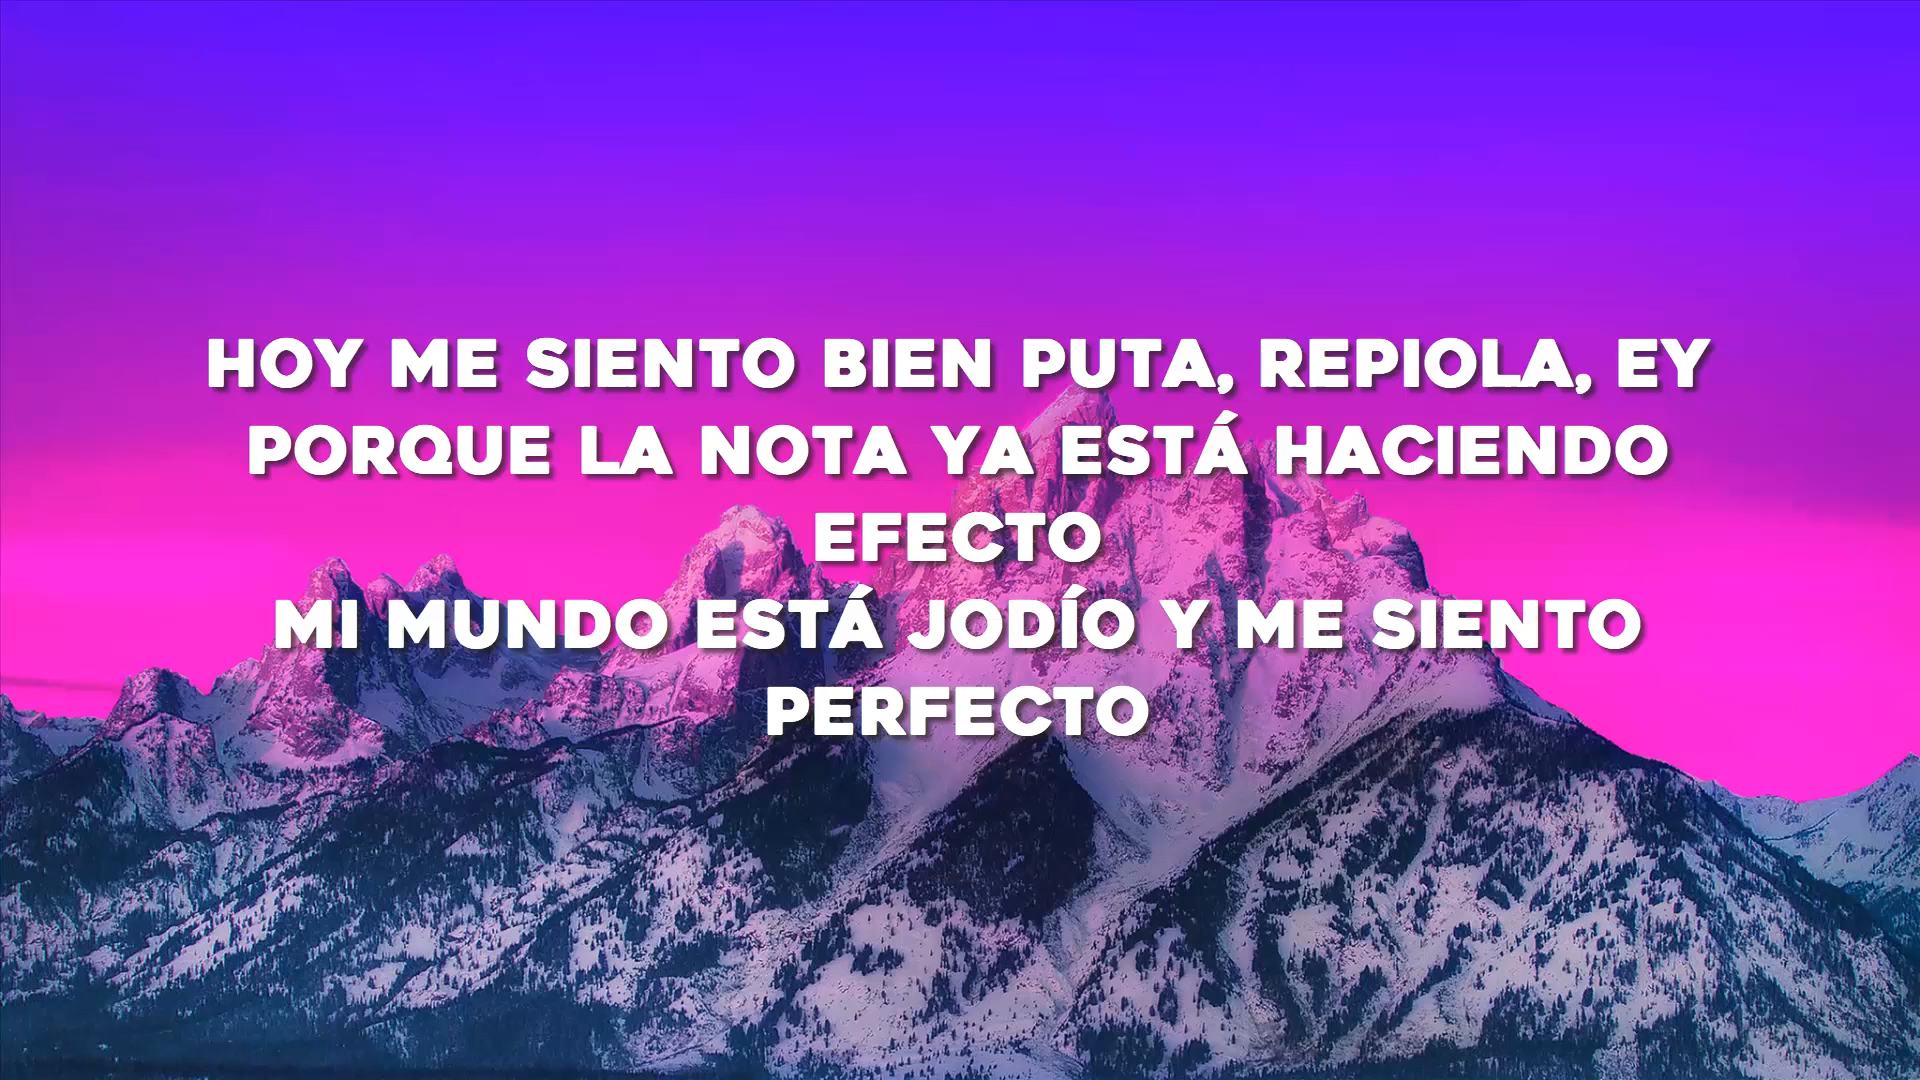 HOY ME SIENTO BIEN PUTA, REPIOLA, EY
PORQUE LA NOTA YA ESTÁ HACIENDO
EFECTO
MI MUNDO ESTÁ JODÍO Y ME SIENTO
PERFECTO